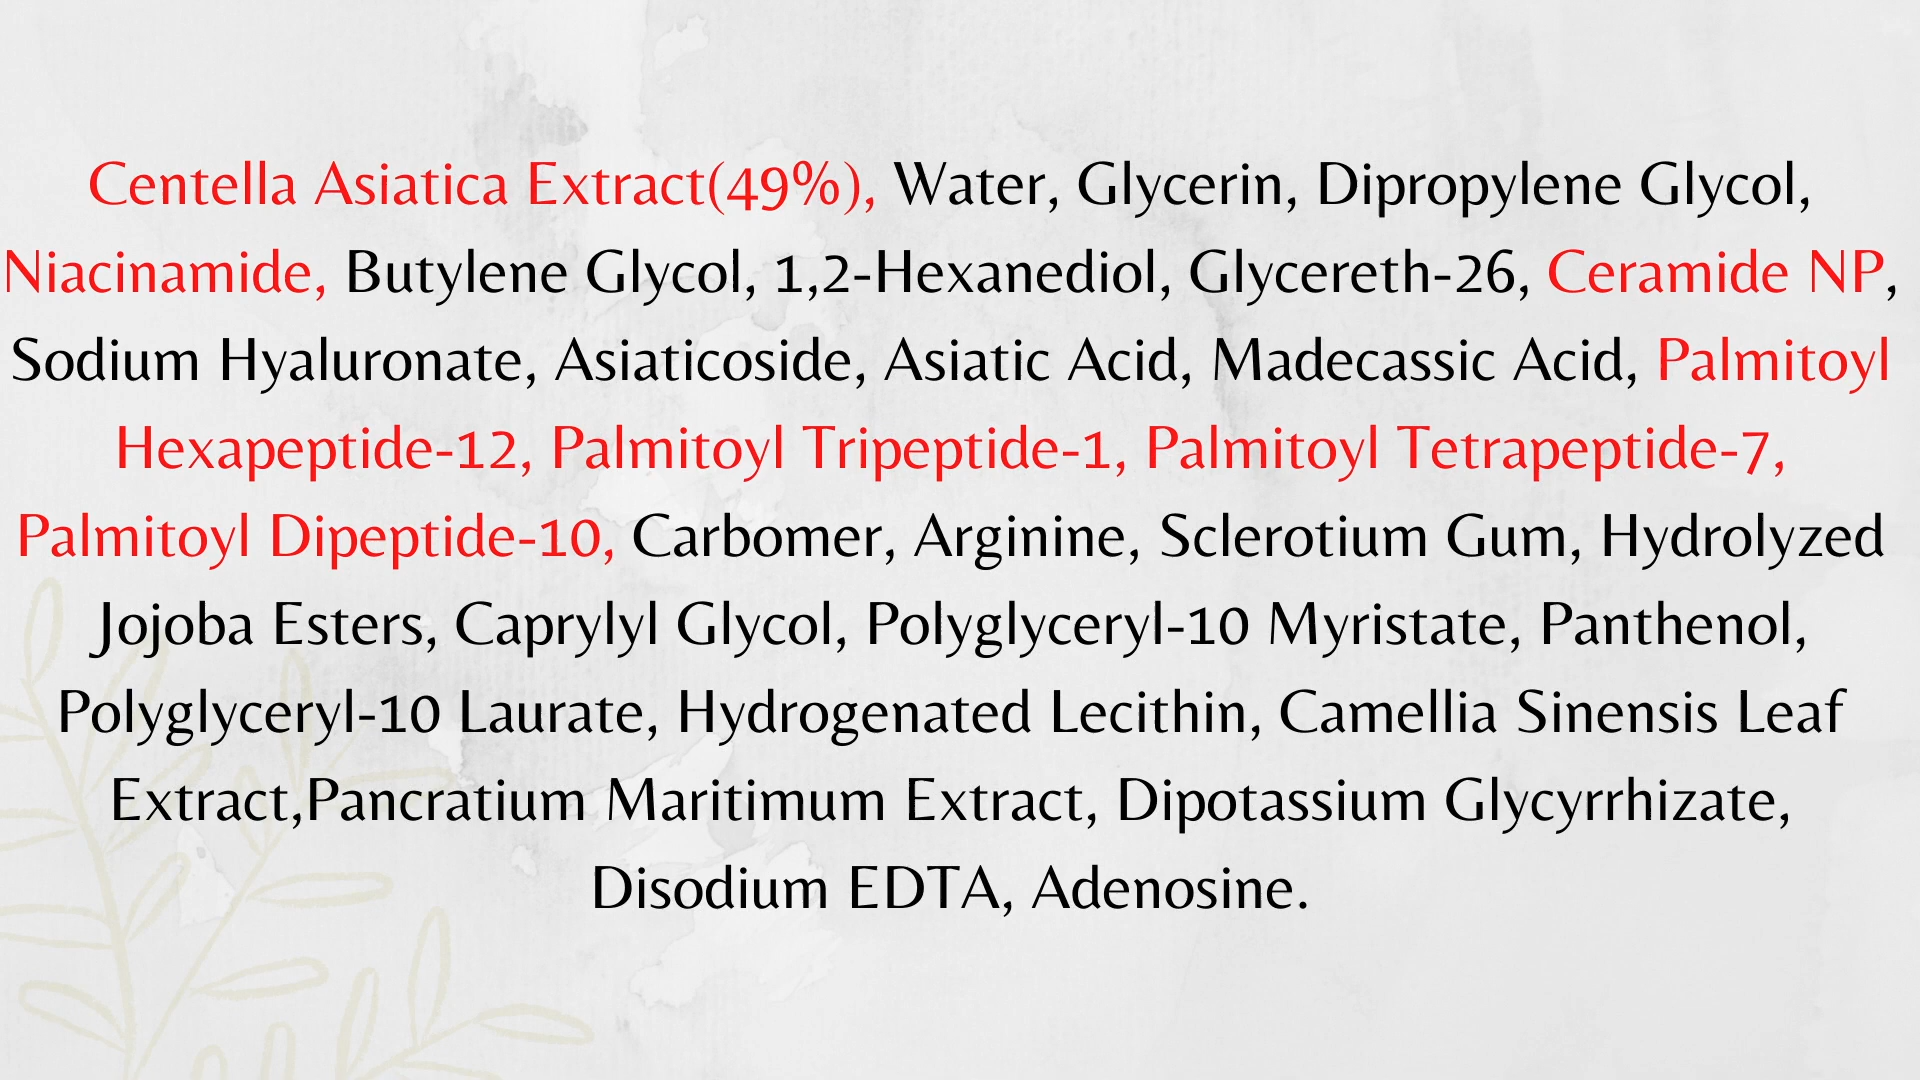 Centella Asiatica Extract(49%), Water, Glycerin, Dipropylene Glycol,
Niacinamide, Butylene Glycol, 1,2-Hexanediol, Glycereth-26, Ceramide NP,
Sodium Hyaluronate, Asiaticoside, Asiatic Acid, Madecassic Acid, Palmitoyl
Hexapeptide-12, Palmitoyl Tripeptide-1, Palmitoyl Tetrapeptide-7,
Palmitoyl Dipeptide-10, Carbomer, Arginine, Sclerotium Gum, Hydrolyzed
Jojoba Esters, Caprylyl Glycol, Polyglyceryl-10 Myristate, Panthenol,
Polyglyceryl-10 Laurate, Hydrogenated Lecithin, Camellia Sinensis Leaf
Extract,Pancratium Maritimum Extract, Dipotassium Glycyrrhizate,
Disodium EDTA, Adenosine.